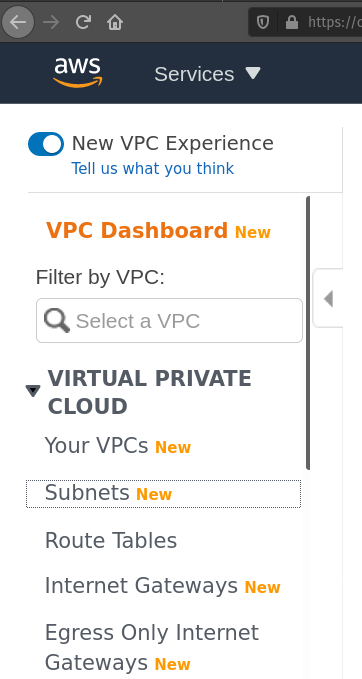 https://
aws
Services
New VPC Experience
Tell us what you think
VPC Dashboard New
Filter by VPC:
Select a VPC
VIRTUAL PRIVATE
CLOUD
Your VPCs New
Subnets New
Route Tables
Internet Gateways New
Egress Only Internet
Gateways New